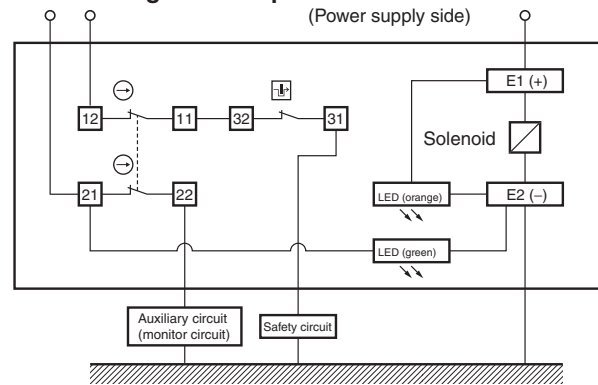 (Power supply side)
E1 (+)
12
11
32
31
Solenoid
21
22
LED (orange)
E2 (−)
LED (green)
Auxiliary circuit
(monitor circuit)
Safety circuit